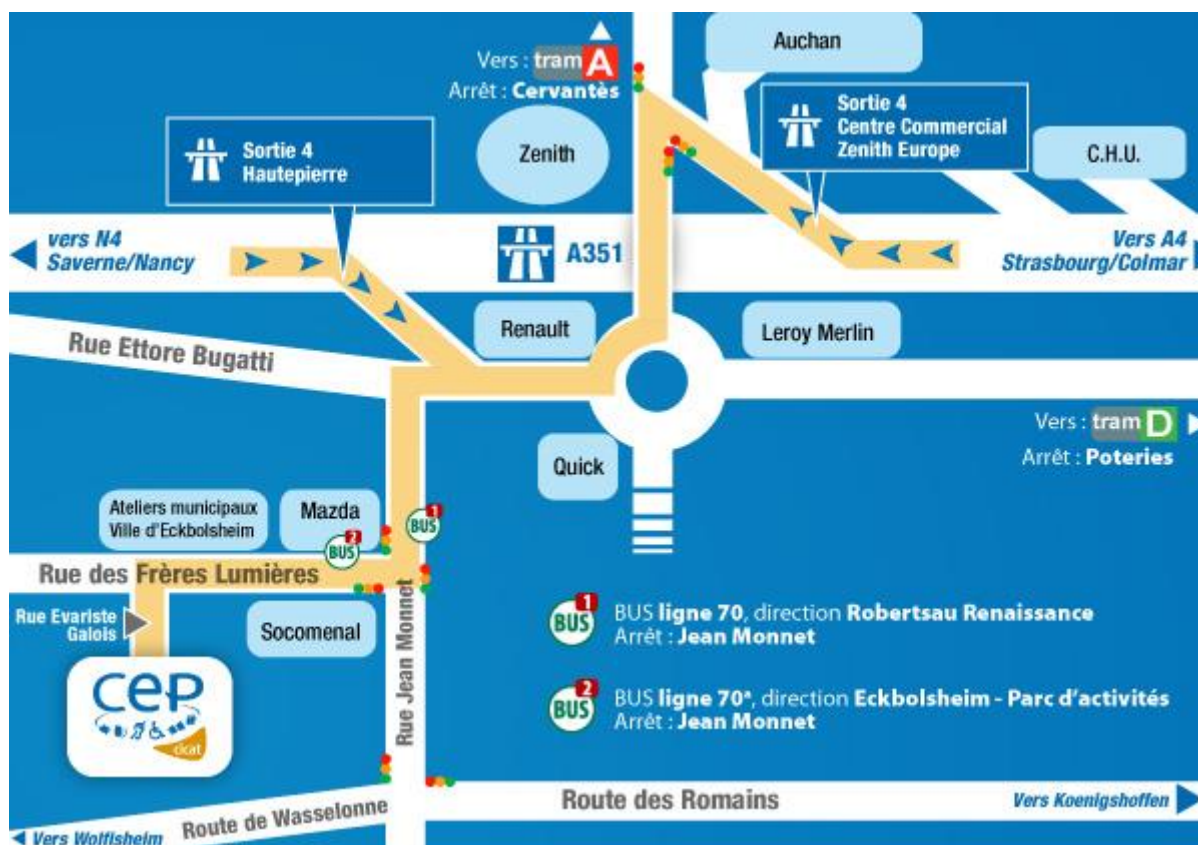 Auchan
Vers : tram A
Arrêt : Cervantès
Sortie 4
Centre Commercial
Zenith Europe
Sortie 4
Hautepierre
Zenith
C.H.U.
vers N4
Saverne/Nancy
A351
Vers A4
Strasbourg/Colmar
Renault
Leroy Merlin
Rue Ettore Bugatti
Vers : tram D
Arrêt : Poteries
Quick
Ateliers municipaux
Ville d'Eckbolsheim
Mazda
BUS 1
BUS 2
Rue des Frères Lumières
Rue Evariste
Galois
Socomenal
Rue Jean Monnet
BUS 1
BUS ligne 70, direction Robertsau Renaissance
Arrêt : Jean Monnet
BUS 2
BUS ligne 70*, direction Eckbolsheim - Parc d'activités
Arrêt : Jean Monnet
cep
cicat
Route des Romains
Vers Koenigshoffen
Route de Wasselonne
Vers Wolfisheim